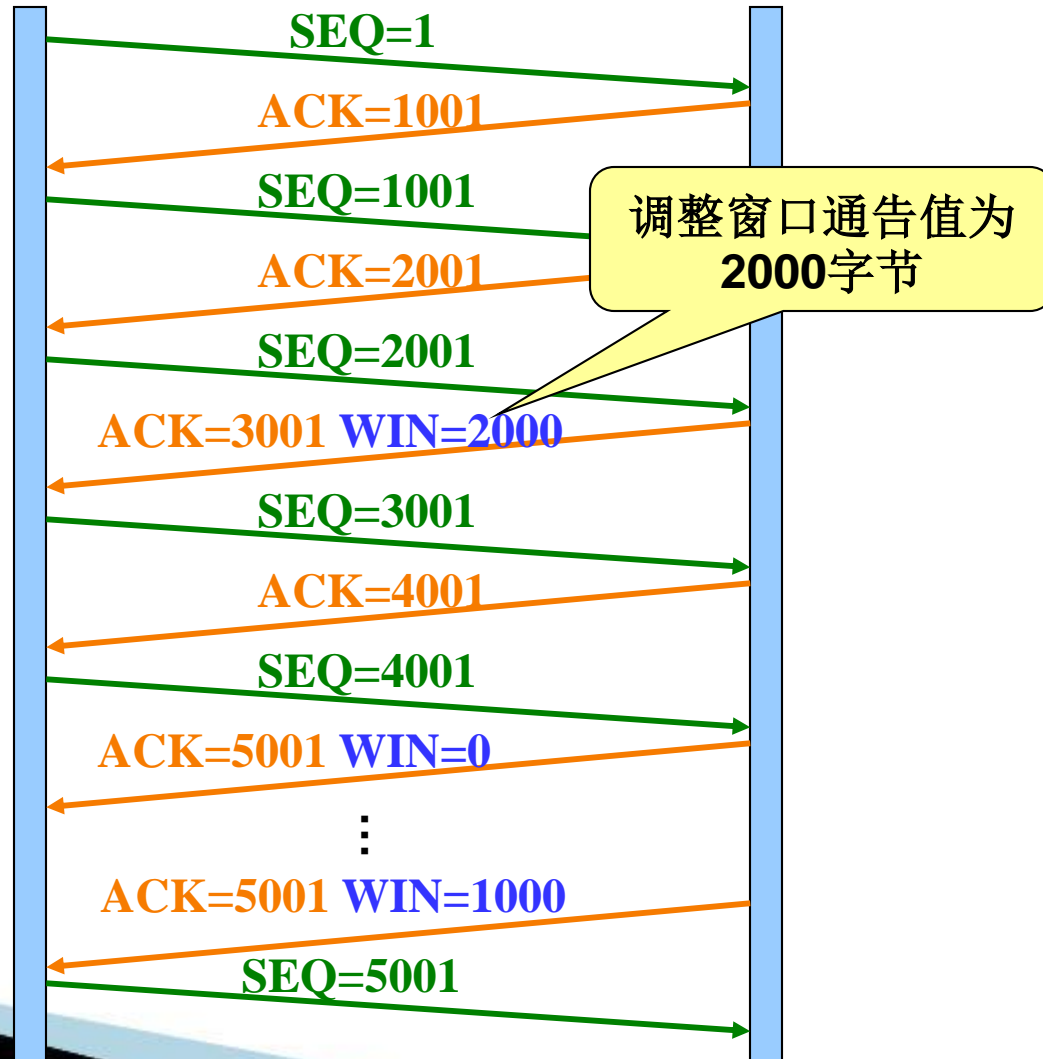 SEQ=1
ACK=1001
SEQ=1001
调整窗口通告值为
2000字节
ACK=2001
SEQ=2001
ACK=3001 WIN=2000
SEQ=3001
ACK=4001
SEQ=4001
ACK=5001 WIN=0
...
ACK=5001 WIN=1000
SEQ=5001